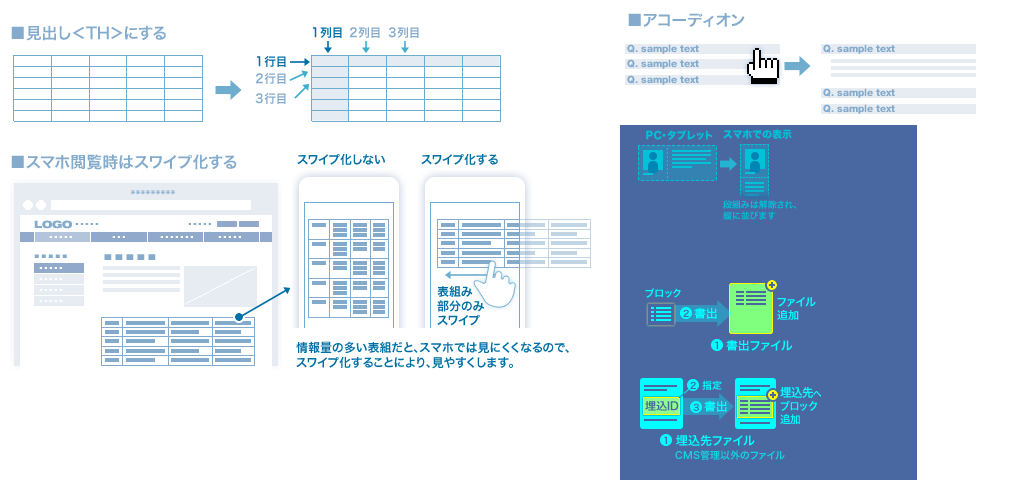 ■見出し<TH>にする
1列目 2列目 3列目
1行目
2行目
3行目
■スマホ閲覧時はスワイプ化する
LOGO
スワイプ化しない
スワイプ化する
表組み
部分のみ
スワイプ
情報量の多い表組だと、スマホでは見にくくなるので、
スワイプ化することにより、見やすくします。
■アコーディオン
Q. sample text
Q. sample text
Q. sample text
Q. sample text
Q. sample text
Q. sample text
PC・タブレット
スマホでの表示
段組みは解除され、
縦に並びます
ブロック
❷書出
ファイル
追加
❶書出ファイル
埋込ID
❷指定
❸書出
埋込先へ
ブロック
追加
❶埋込先ファイル
CMS管理以外のファイル